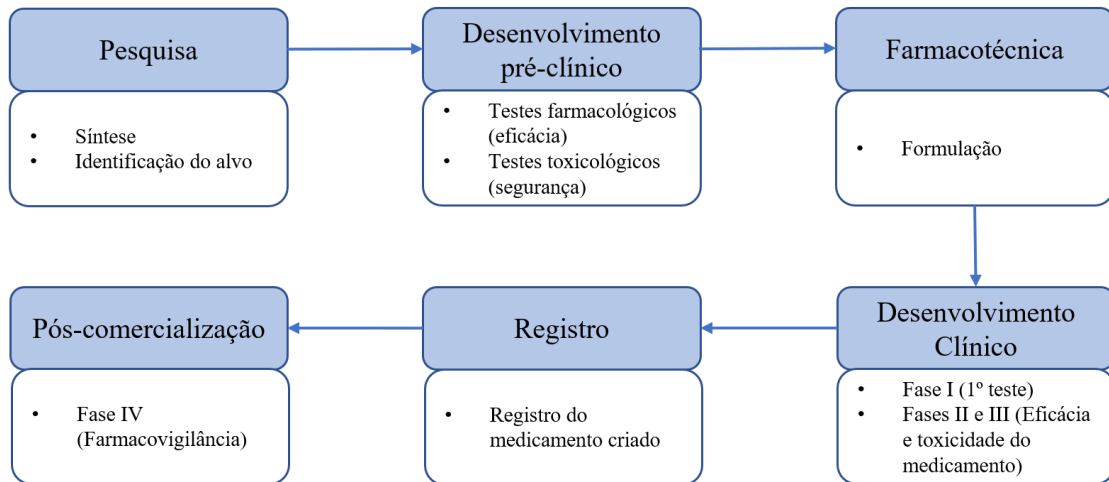 Pesquisa
• Síntese
• Identificação do alvo
Desenvolvimento
pré-clínico
• Testes farmacológicos
(eficácia)
• Testes toxicológicos
(segurança)
Farmacotécnica
• Formulação
Desenvolvimento
Clínico
• Fase I (1º teste)
• Fases II e III (Eficácia
e toxicidade do
medicamento)
Registro
• Registro do
medicamento criado
Pós-comercialização
• Fase IV
(Farmacovigilância)